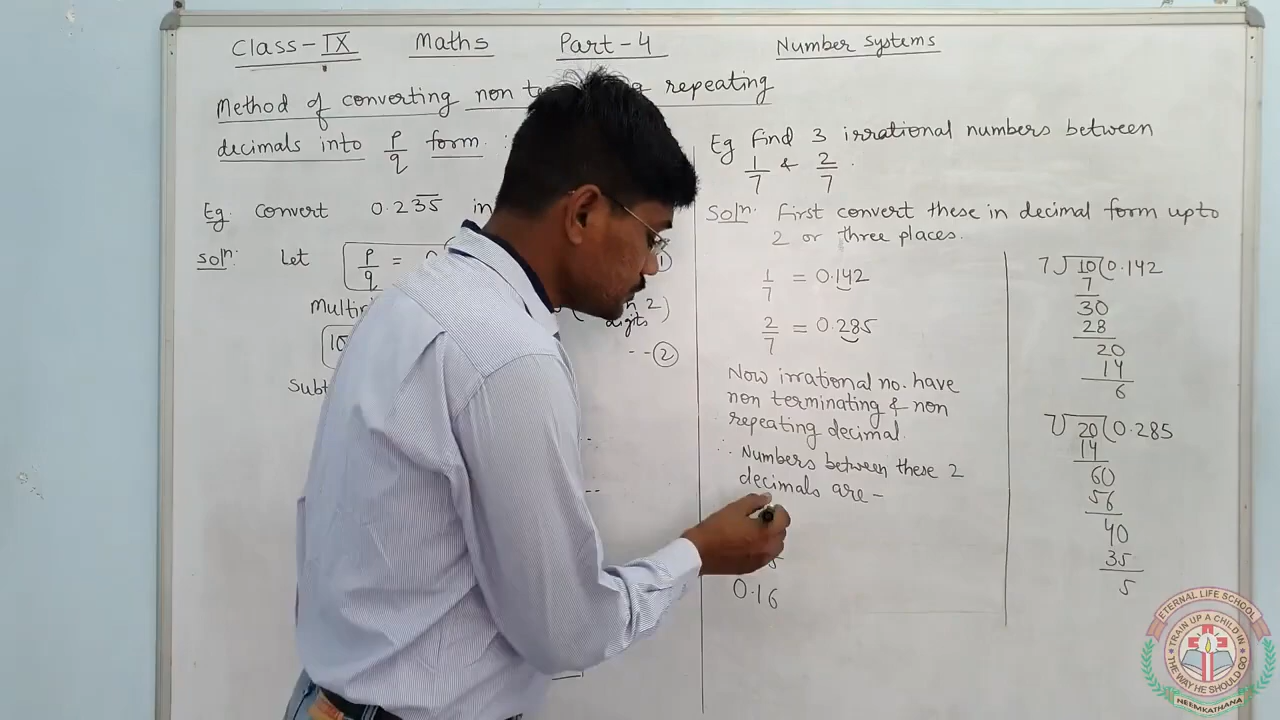 Class-IX Maths Part-4 Number Systems
Method of converting non repeating
decimals into p/q form :
Eg. Convert 0.23̅5̅ in
Soln: Let p/q = 0 1
digits 2
--- 2
Eg Find 3 irrational numbers between
1/7 & 2/7.
Soln: First convert these in decimal form upto
2 or three places.
1/7 = 0.142
2/7 = 0.285
Now irrational no. have
non terminating & non
repeating decimal.
∴ Numbers between these 2
decimals are -
0.16
7 10 0.142
7
30
28
20
14
6
7 20 0.285
14
60
56
40
35
5
ETERNAL LIFE SCHOOL
TRAIN UP A CHILD IN
THE WAY HE SHOULD GO
NEEMKATHANA